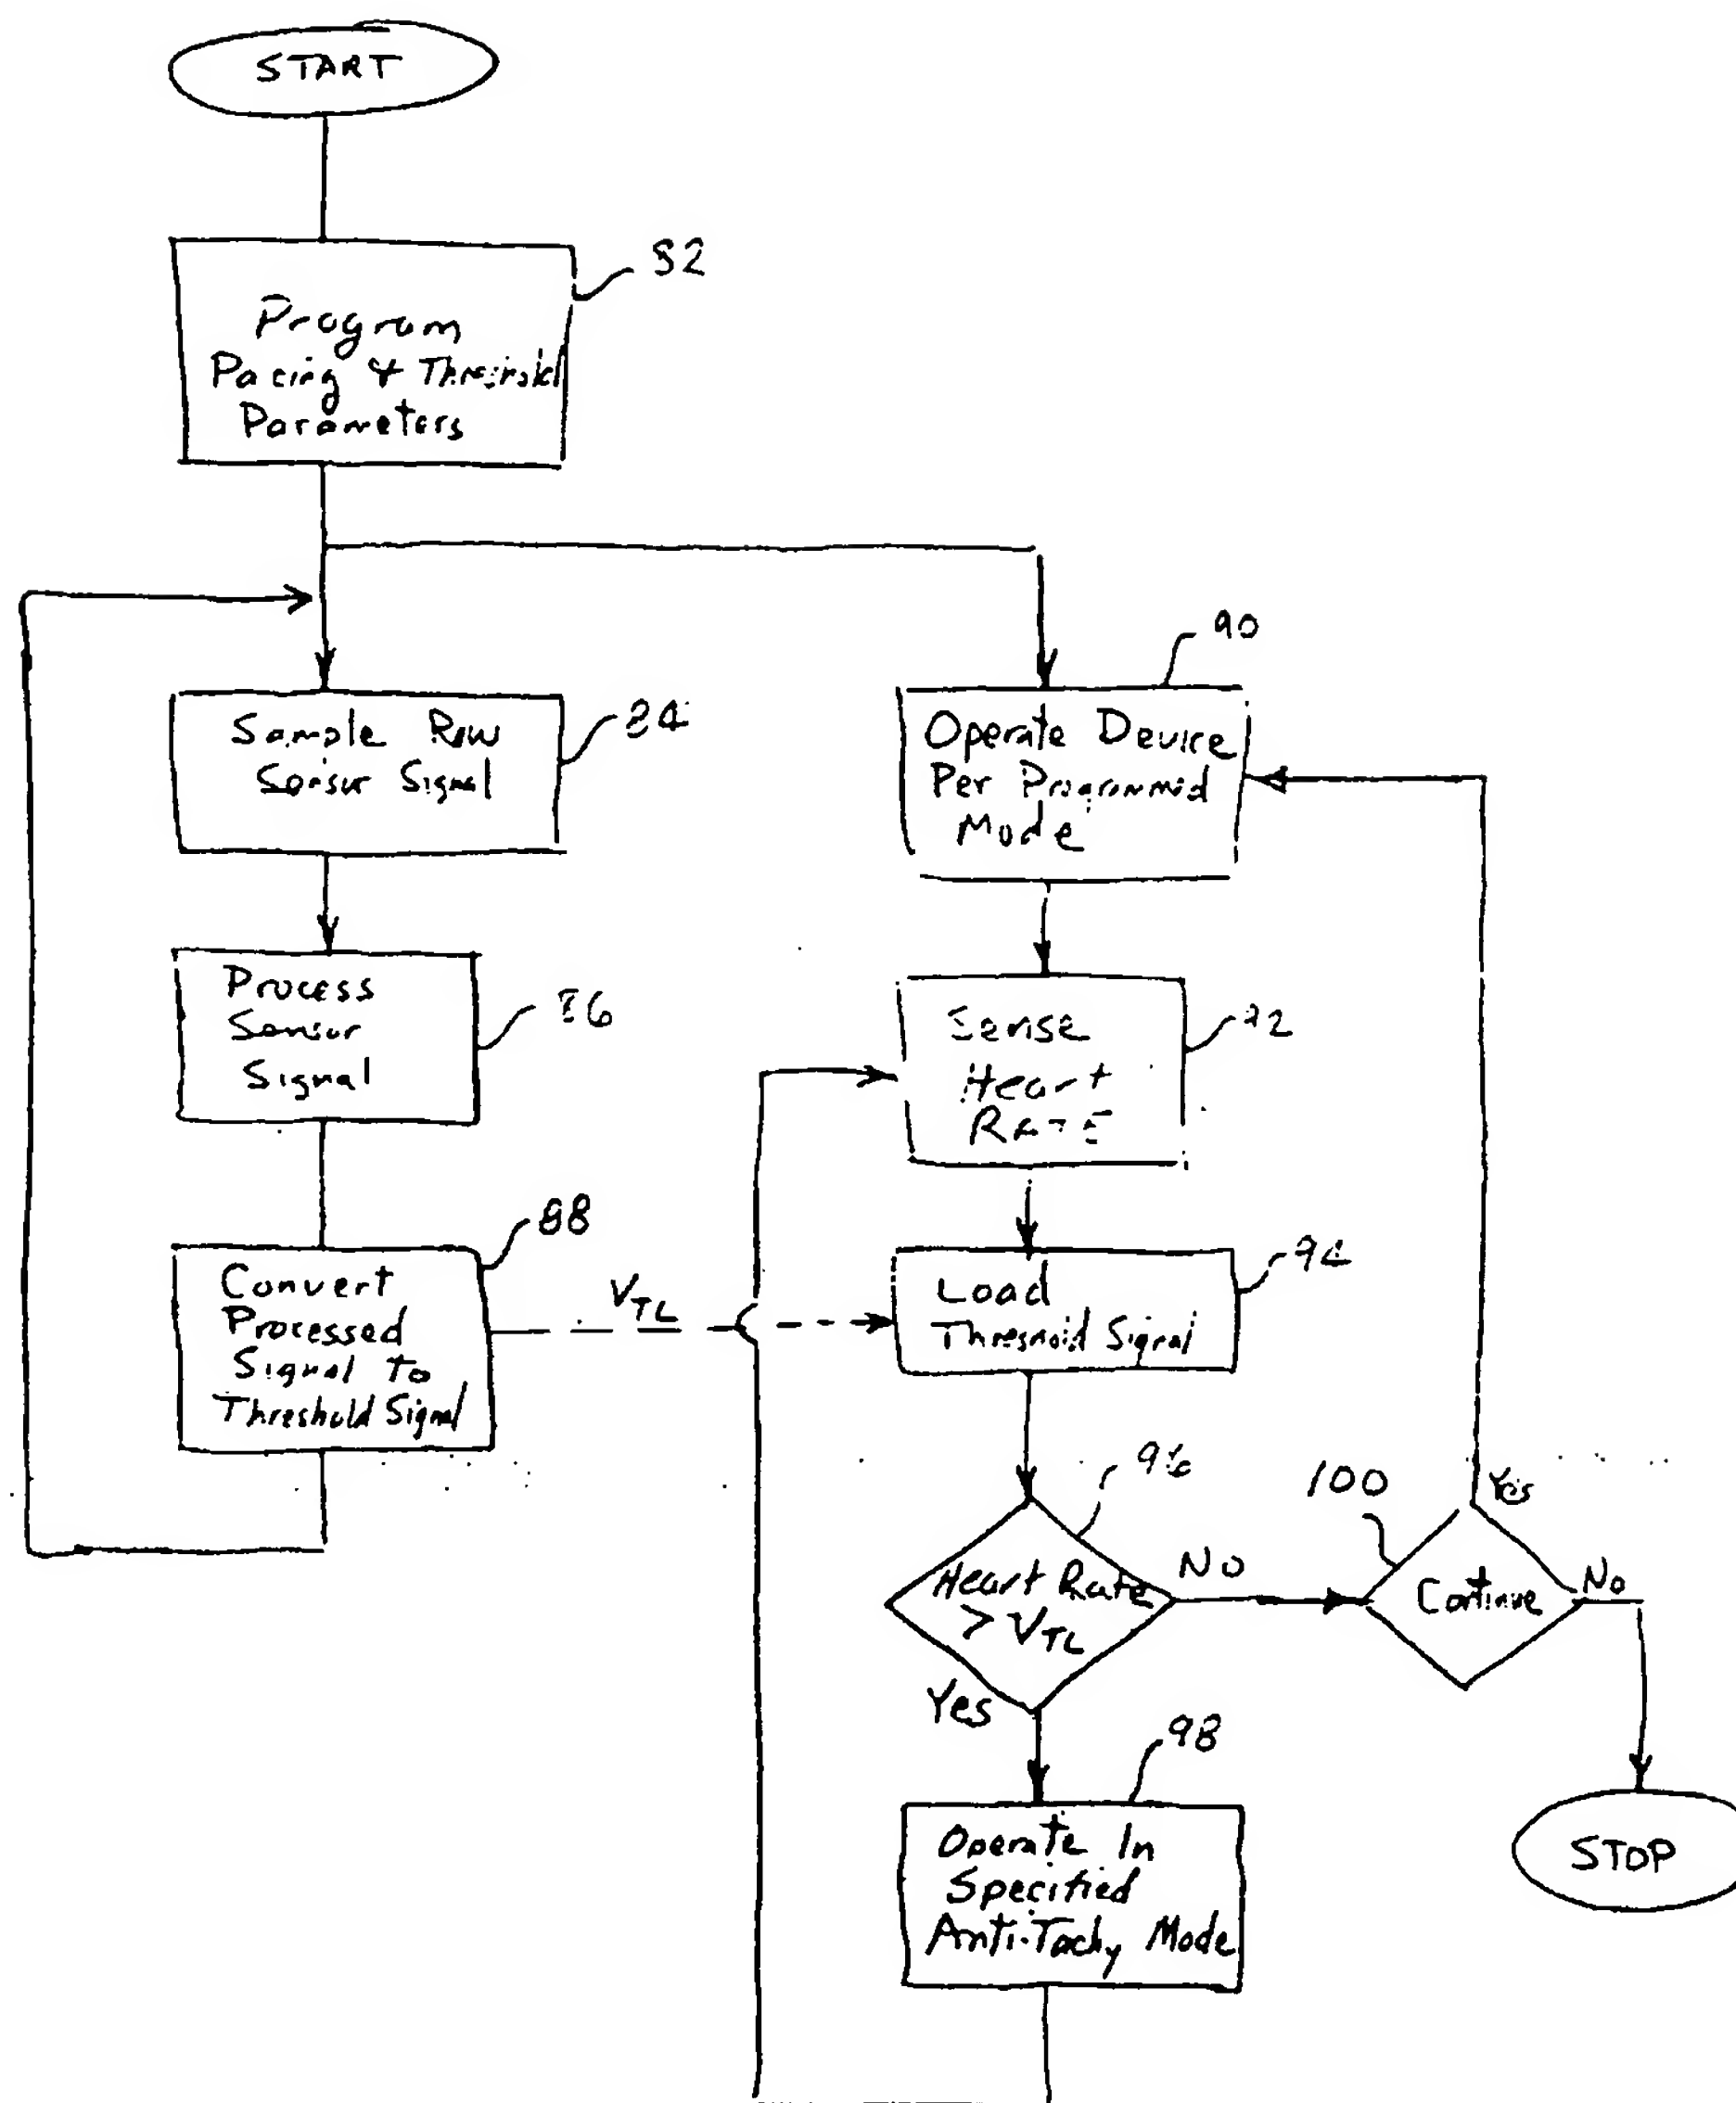 START
82
Program
Pacing & Threshold
Parameters
90
Sample Raw
Sensor Signal
84
Operate Device
Per Programmed
Mode
Process
Sensor
Signal
86
Sense
Heart
RATE
92
88
Convert
Processed
Signal to
Threshold Signal
VTL
Load
Threshold Signal
94
96
100
Yes
Heart Rate
> VTL
No
Continue
No
Yes
98
Operate In
Specified
Anti-Tachy Mode
STOP